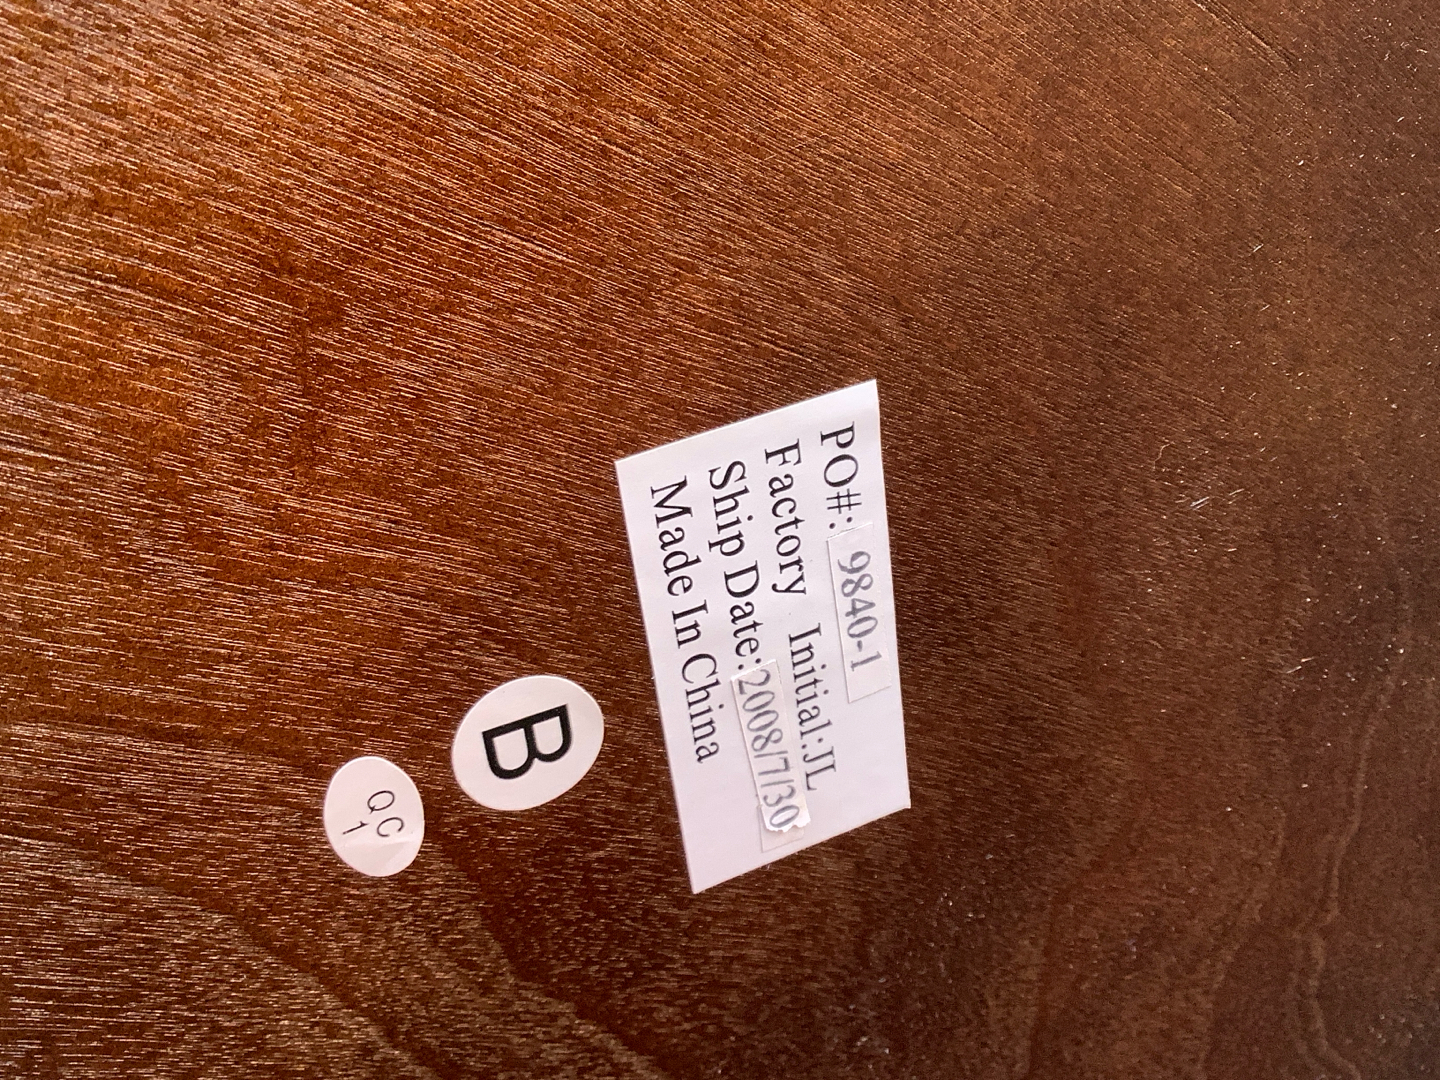 PO#: 9840-1
Factory Initial:JL
Ship Date:2008/7/30
Made In China
B
QC
1